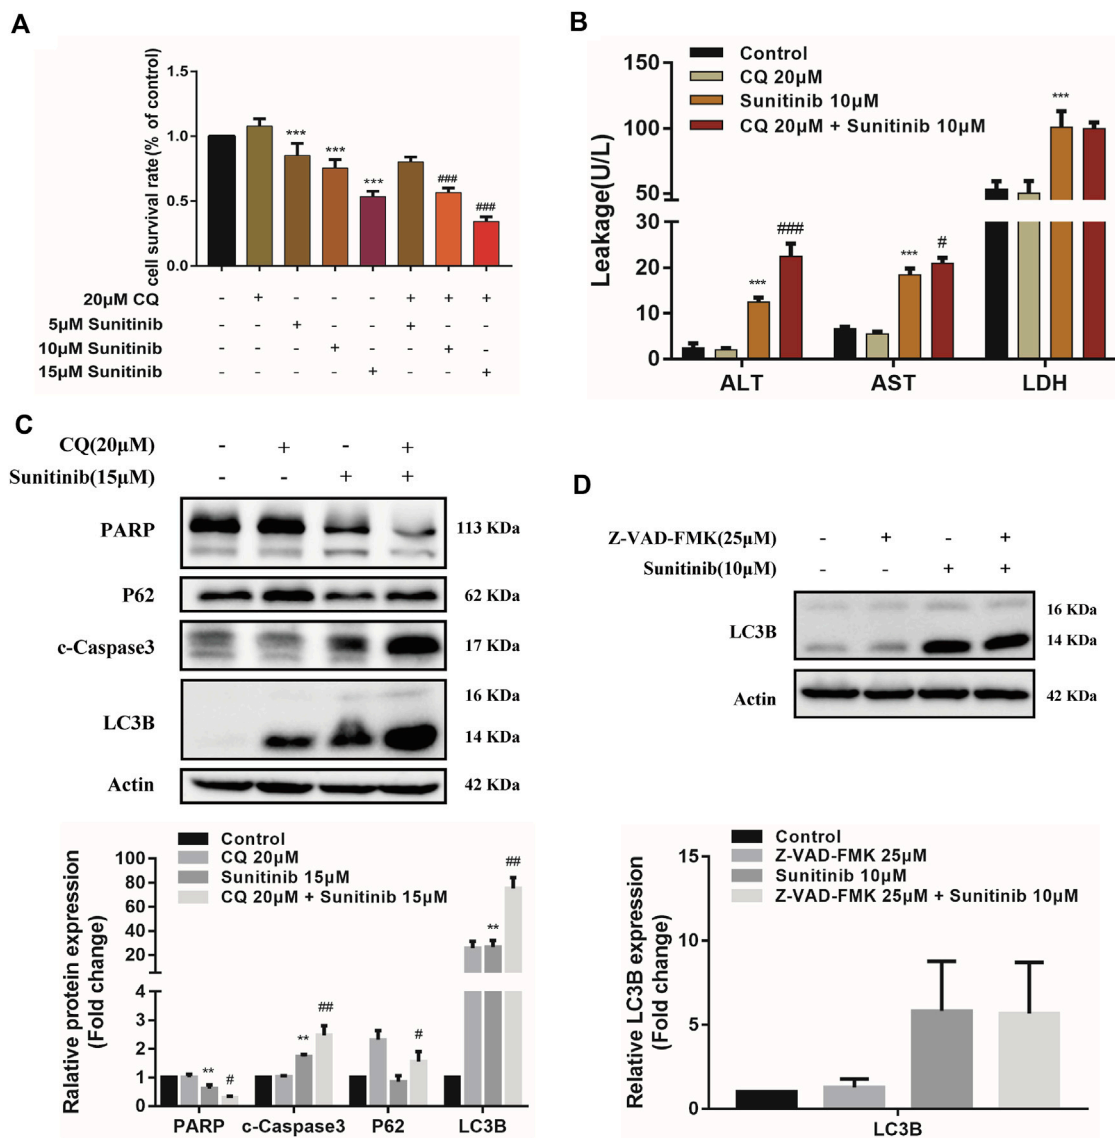 A
cell survival rate(% of control)
1.5
1.0
0.5
0.0
*** *** *** ### ###
20μM CQ - + - - - + + +
5μM Sunitinib - - + - - + - -
10μM Sunitinib - - - + - - + -
15μM Sunitinib - - - - + - - +
B
Leakage(U/L)
150
100
50
30
20
10
0
Control
CQ 20μM
Sunitinib 10μM
CQ 20μM + Sunitinib 10μM
*** ### *** # ***
ALT AST LDH
C
CQ(20μM) - + - +
Sunitinib(15μM) - - + +
PARP 113 KDa
P62 62 KDa
c-Caspase3 17 KDa
16 KDa
LC3B
14 KDa
Actin 42 KDa
Ralative protein expression
(Fold change)
100
80
60
40
20
4
3
2
1
0
Control
CQ 20μM
Sunitinib 15μM
CQ 20μM + Sunitinib 15μM
** # ** ## # ** ##
PARP c-Caspase3 P62 LC3B
D
Z-VAD-FMK(25μM) - + - +
Sunitinib(10μM) - - + +
16 KDa
LC3B
14 KDa
Actin 42 KDa
Relative LC3B expression
(Fold change)
15
10
5
0
Control
Z-VAD-FMK 25μM
Sunitinib 10μM
Z-VAD-FMK 25μM + Sunitinib 10μM
LC3B